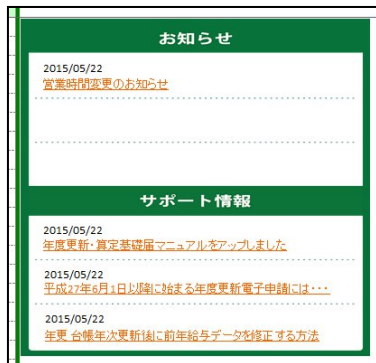 お知らせ
2015/05/22
営業時間変更のお知らせ
サポート情報
2015/05/22
年度更新・算定基礎届マニュアルをアップしました
2015/05/22
平成27年6月1日以降に始まる年度更新電子申請には・・・
2015/05/22
年更 台帳年次更新後に前年給与データを修正する方法